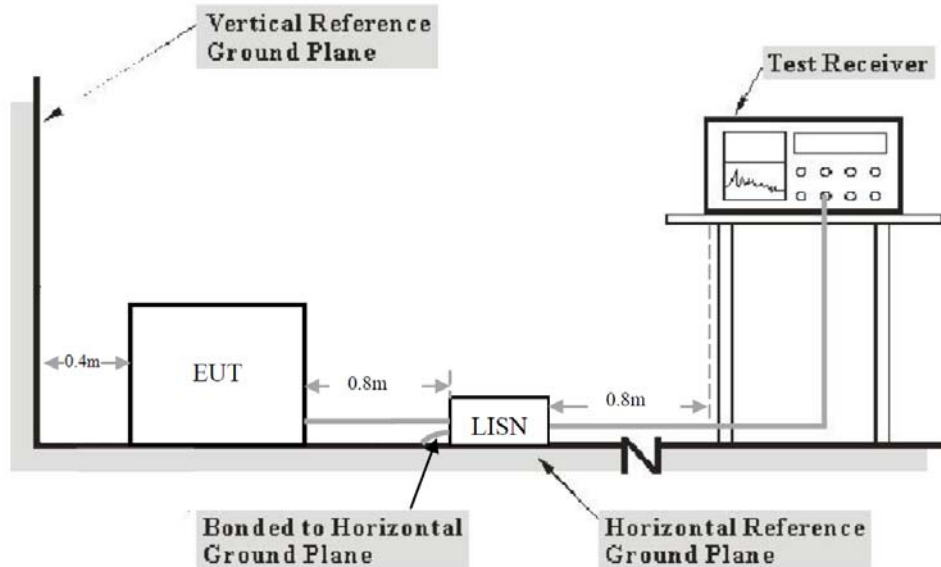 Vertical Reference
Ground Plane
Test Receiver
0.4m
EUT
0.8m
LISN
0.8m
Bonded to Horizontal
Ground Plane
Horizontal Reference
Ground Plane